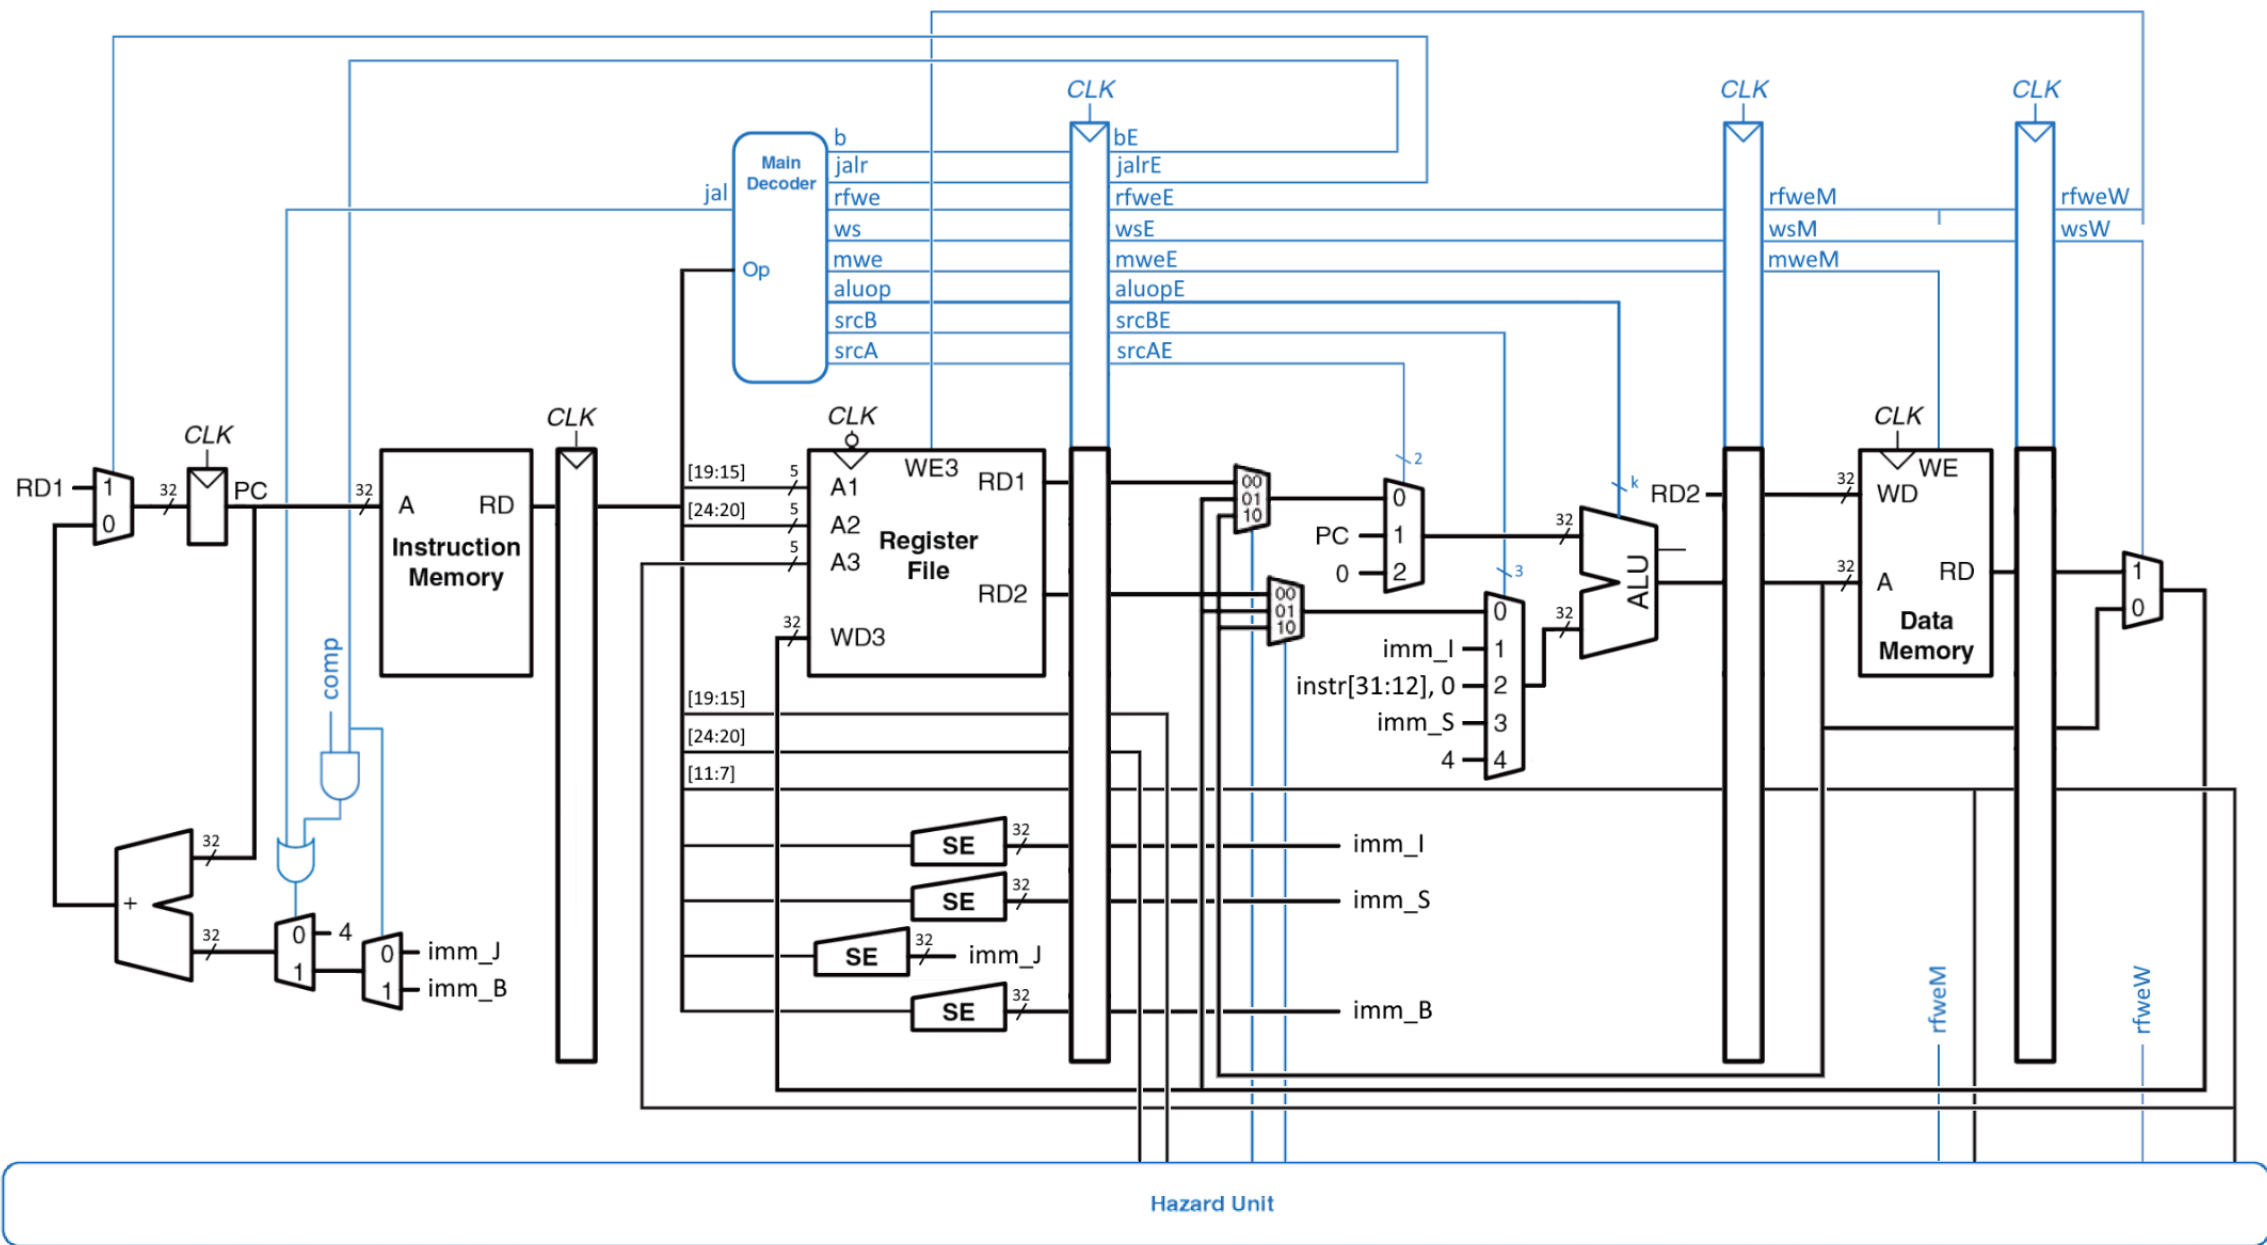 CLK
CLK
CLK
b
bE
Main
Decoder
jalr
jalrE
jal
rfwe
rfweE
rfweM
rfweW
ws
wsE
wsM
wsW
Op
mwe
mweE
mweM
aluop
aluopE
srcB
srcBE
srcA
srcAE
CLK
CLK
CLK
CLK
RD1
1
0
32
PC
32
A
RD
Instruction
Memory
[19:15]
5
A1
WE3
RD1
[24:20]
5
A2
Register
File
5
A3
RD2
32
WD3
00
01
10
00
01
10
2
0
PC
1
0
2
3
0
imm_I
1
instr[31:12], 0
2
imm_S
3
4
4
k
32
32
ALU
RD2
32
WD
WE
32
A
RD
Data
Memory
1
0
comp
[19:15]
[24:20]
[11:7]
32
+
32
0
4
1
0
imm_J
1
imm_B
SE
32
imm_I
SE
32
imm_S
SE
32
imm_J
SE
32
imm_B
rfweM
rfweW
Hazard Unit